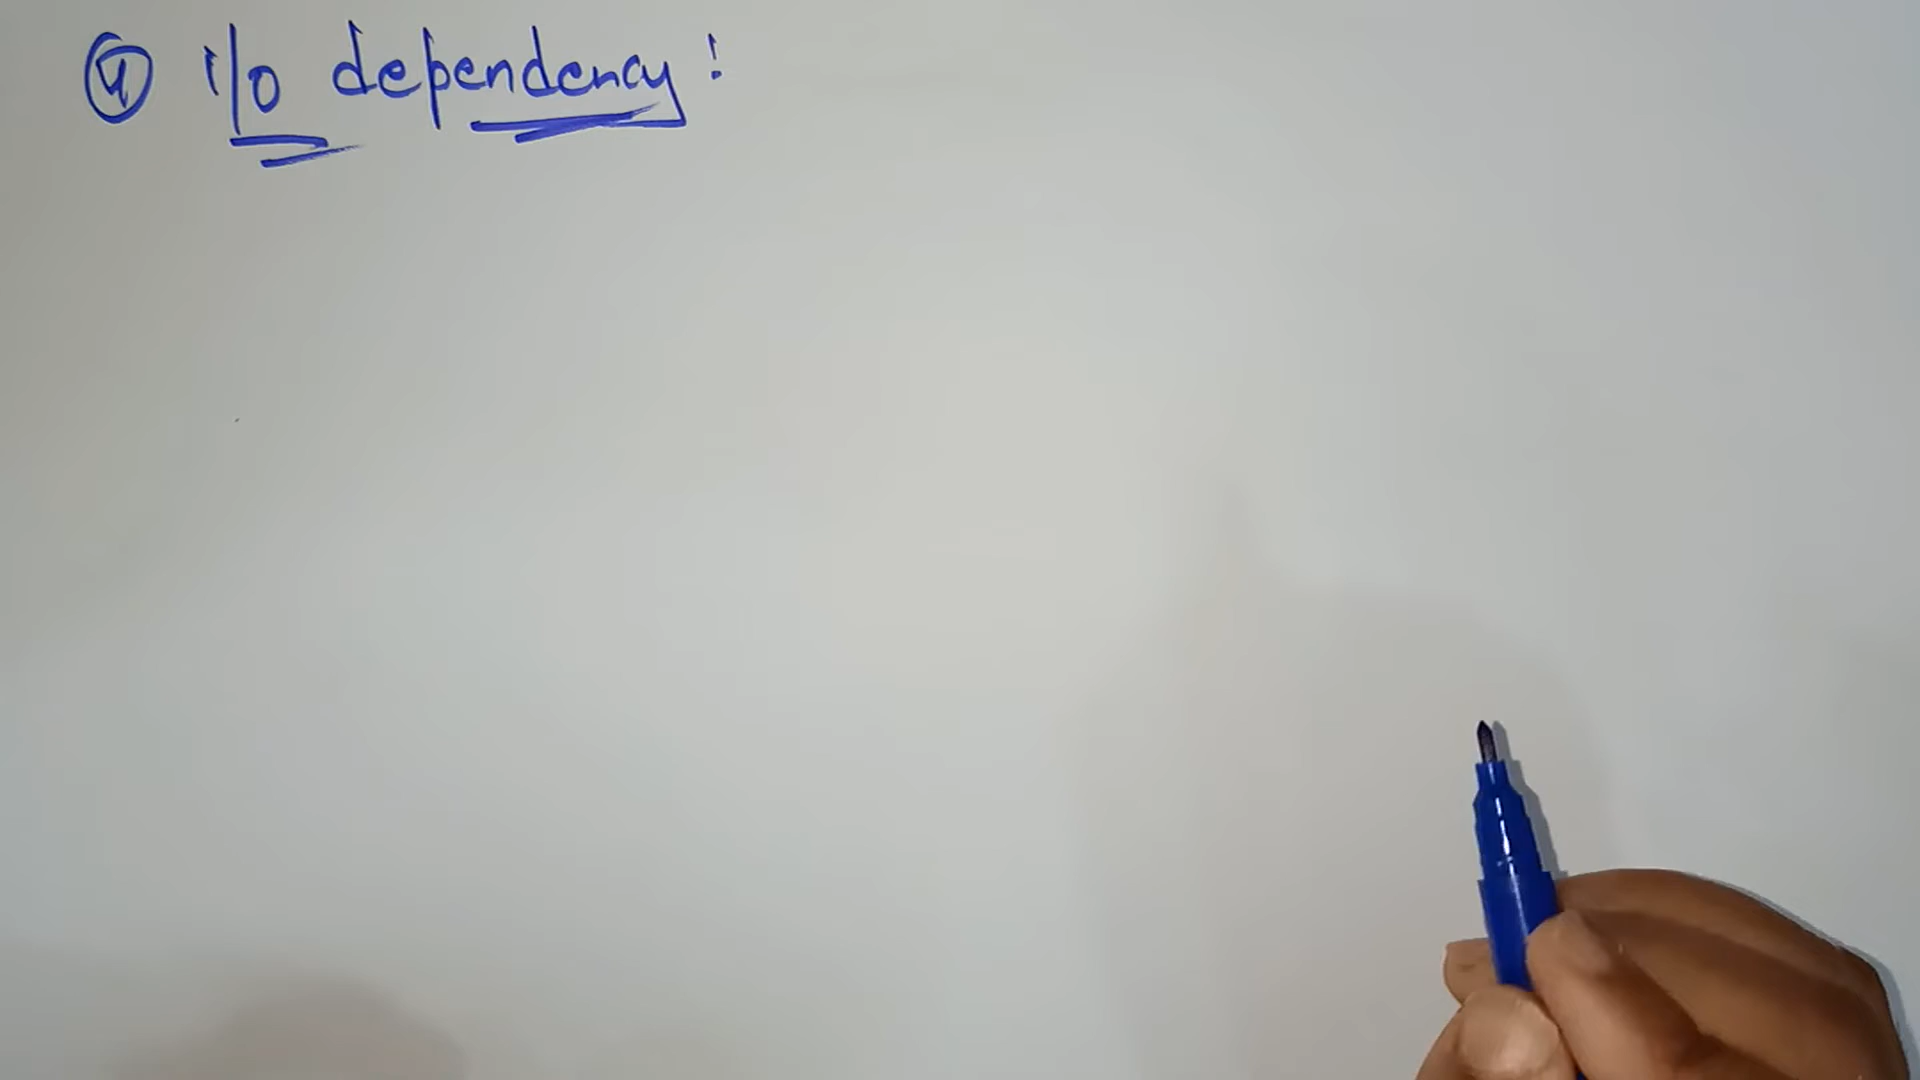 ④ i/o dependency :